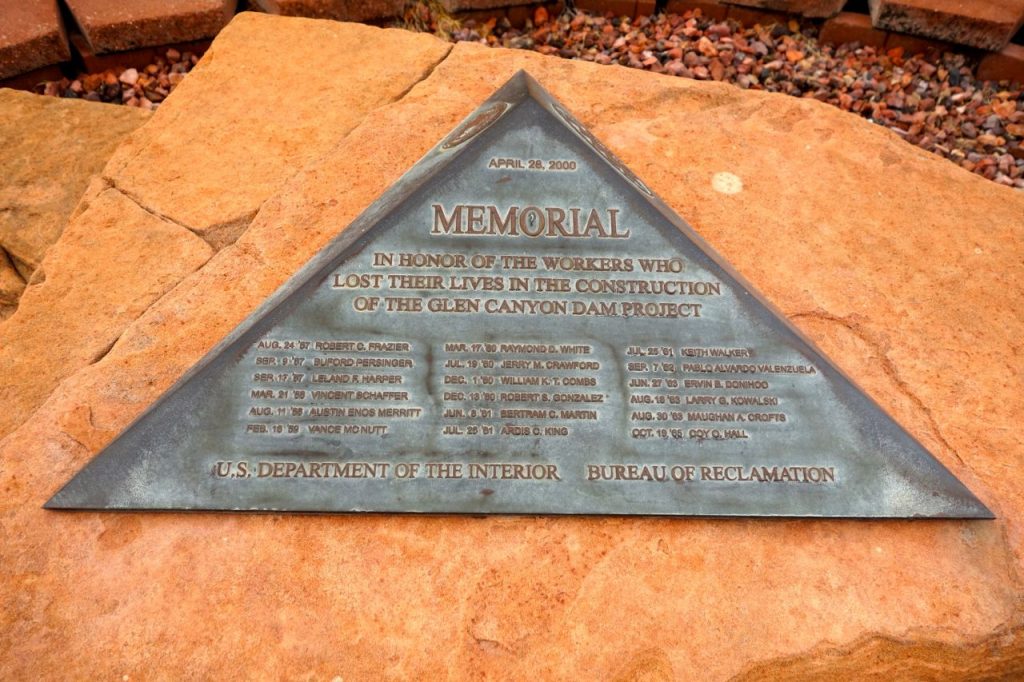 APRIL 28, 2000
MEMORIAL
IN HONOR OF THE WORKERS WHO
LOST THEIR LIVES IN THE CONSTRUCTION
OF THE GLEN CANYON DAM PROJECT
AUG. 24 '57 ROBERT C. FRAZIER
SEP. 9 '57 BUFORD PERSINGER
SEP. 17 '57 LELAND F. HARPER
MAR. 21 '58 VINCENT SCHAFFER
AUG. 11 '58 AUSTIN ENOS MERRITT
FEB. 18 '59 VANCE MC NUTT
MAR. 17 '60 RAYMOND D. WHITE
JUL. 19 '60 JERRY M. CRAWFORD
DEC. 1 '60 WILLIAM K. T. COMBS
DEC. 13 '60 ROBERT S. GONZALEZ
JUN. 6 '61 BERTRAM C. MARTIN
JUL. 25 '61 ARDIS C. KING
JUL. 25 '61 KEITH WALKER
SEP. 7 '62 PABLO ALVARDO VALENZUELA
JUN. 27 '63 ERVIN B. DONIHOO
AUG. 18 '63 LARRY G. KOWALSKI
AUG. 30 '63 MAUGHAN A. CROFTS
OCT. 19 '65 COY O. HALL
U.S. DEPARTMENT OF THE INTERIOR BUREAU OF RECLAMATION